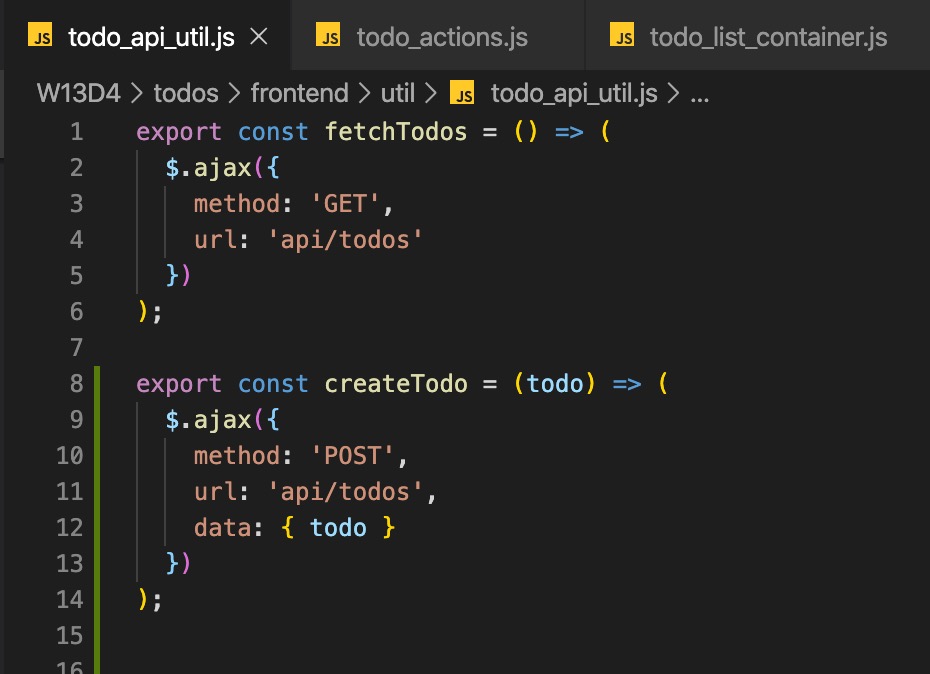 JS todo_api_util.js × JS todo_actions.js JS todo_list_container.js
W13D4 > todos > frontend > util > JS todo_api_util.js > ...
1 export const fetchTodos = () => (
2 $.ajax({
3 method: 'GET',
4 url: 'api/todos'
5 })
6 );
7
8 export const createTodo = (todo) => (
9 $.ajax({
10 method: 'POST',
11 url: 'api/todos',
12 data: { todo }
13 })
14 );
15
16